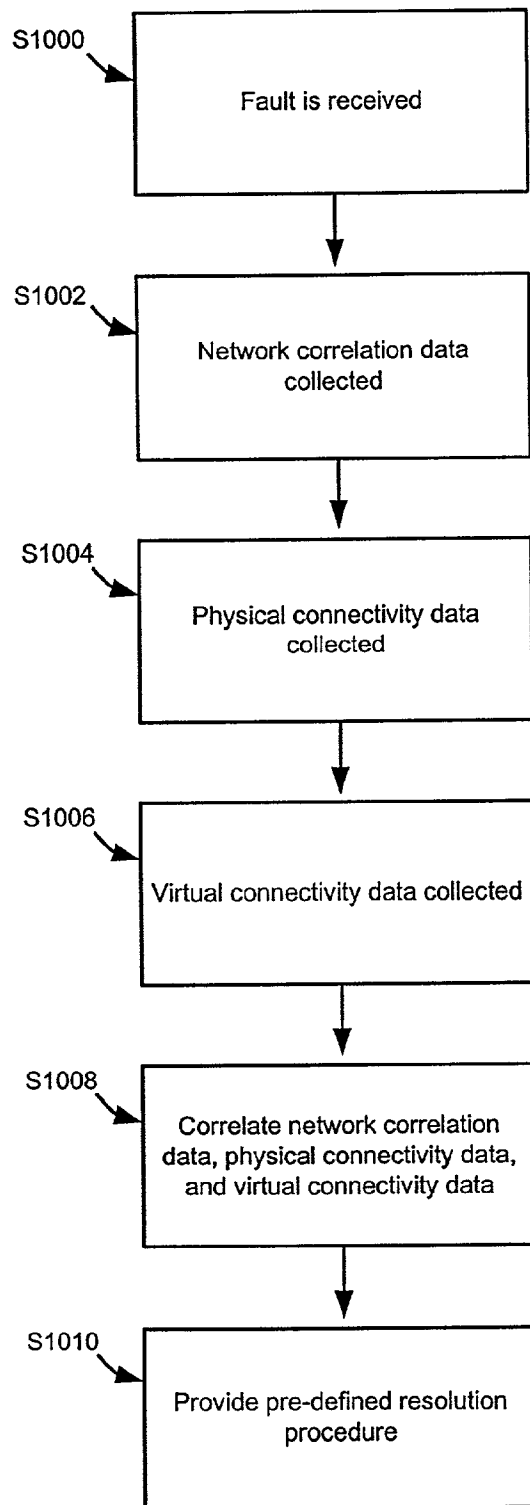 S1000
Fault is received
S1002
Network correlation data
collected
S1004
Physical connectivity data
collected
S1006
Virtual connectivity data collected
S1008
Correlate network correlation
data, physical connectivity data,
and virtual connectivity data
S1010
Provide pre-defined resolution
procedure